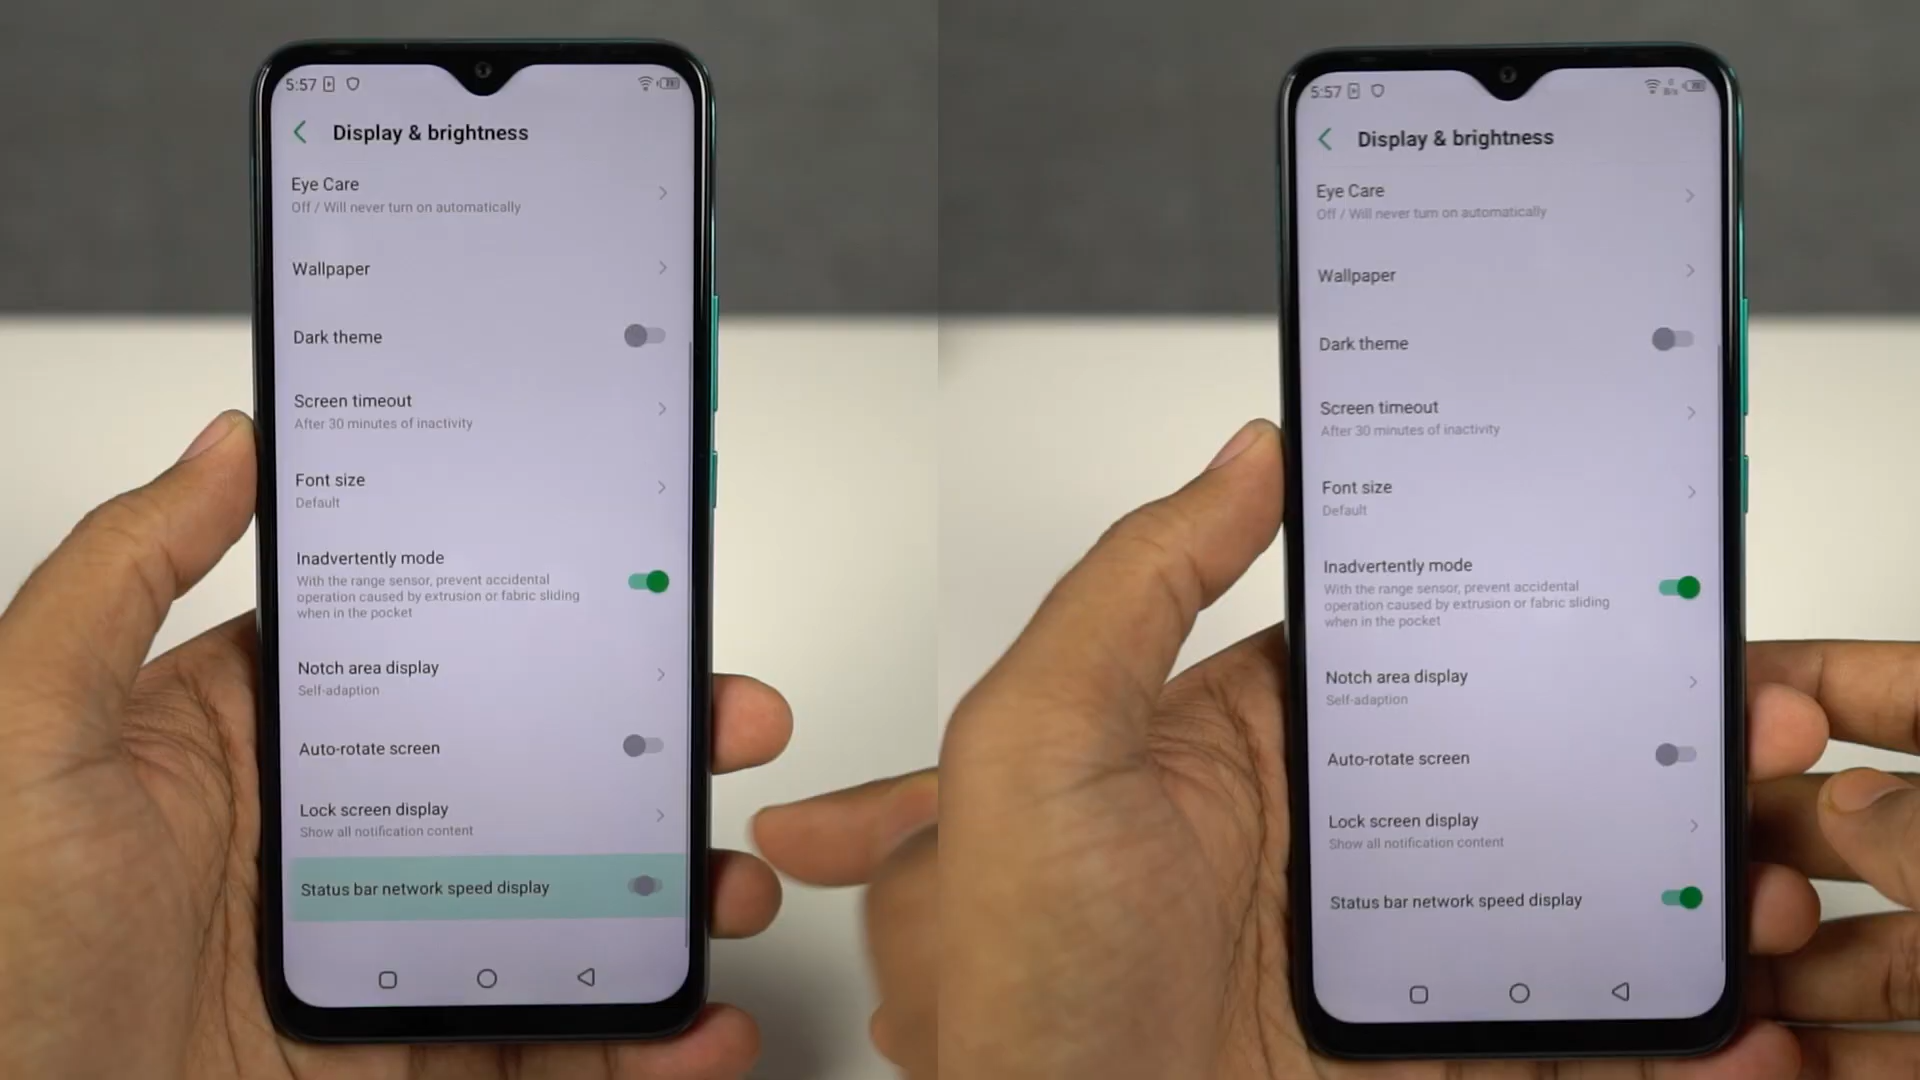 5:57
Display & brightness
Eye Care
Off / Will never turn on automatically
Wallpaper
Dark theme
Screen timeout
After 30 minutes of inactivity
Font size
Default
Inadvertently mode
With the range sensor, prevent accidental
operation caused by extrusion or fabric sliding
when in the pocket
Notch area display
Self-adaption
Auto-rotate screen
Lock screen display
Show all notification content
Status bar network speed display
5:57
0
B/s
Display & brightness
Eye Care
Off / Will never turn on automatically
Wallpaper
Dark theme
Screen timeout
After 30 minutes of inactivity
Font size
Default
Inadvertently mode
With the range sensor, prevent accidental
operation caused by extrusion or fabric sliding
when in the pocket
Notch area display
Self-adaption
Auto-rotate screen
Lock screen display
Show all notification content
Status bar network speed display